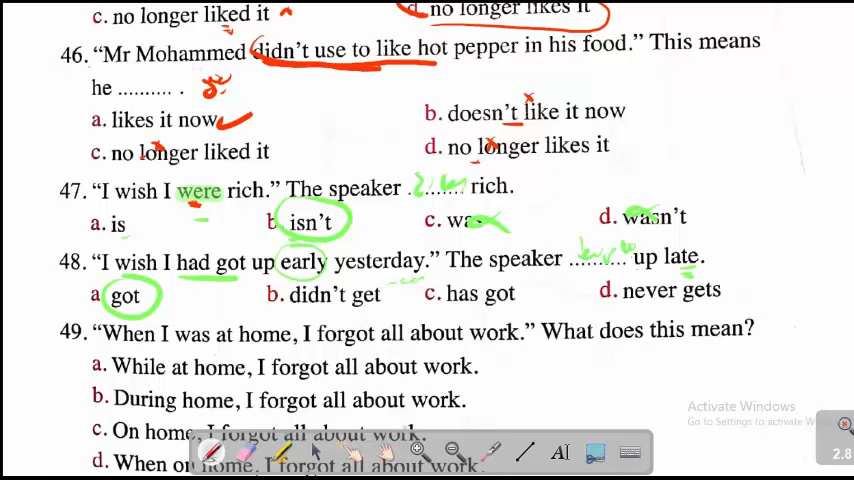 c. no longer liked it
d. no longer likes it
46. “Mr Mohammed didn’t use to like hot pepper in his food.” This means
he .......... .
a. likes it now
b. doesn’t like it now
c. no longer liked it
d. no longer likes it
47. “I wish I were rich.” The speaker .......... rich.
a. is
b. isn’t
c.
d. wasn’t
48. “I wish I had got up early yesterday.” The speaker .......... up late.
a got
b. didn’t get
c. has got
d. never gets
49. “When I was at home, I forgot all about work.” What does this mean?
a. While at home, I forgot all about work.
b. During home, I forgot all about work.
c. On home, I forgot all about work.
d. When on home, I forgot all about work.
Activate Windows
Go to Settings to activate
AI
2.8